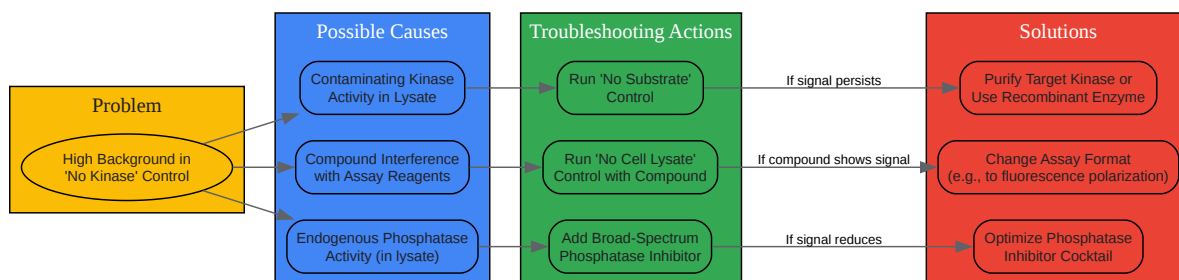 Problem
High Background in
'No Kinase' Control
Possible Causes
Contaminating Kinase
Activity in Lysate
Compound Interference
with Assay Reagents
Endogenous Phosphatase
Activity (in lysate)
Troubleshooting Actions
Run 'No Substrate'
Control
Run 'No Cell Lysate'
Control with Compound
Add Broad-Spectrum
Phosphatase Inhibitor
If signal persists
If compound shows signal
If signal reduces
Solutions
Purify Target Kinase or
Use Recombinant Enzyme
Change Assay Format
(e.g., to fluorescence polarization)
Optimize Phosphatase
Inhibitor Cocktail